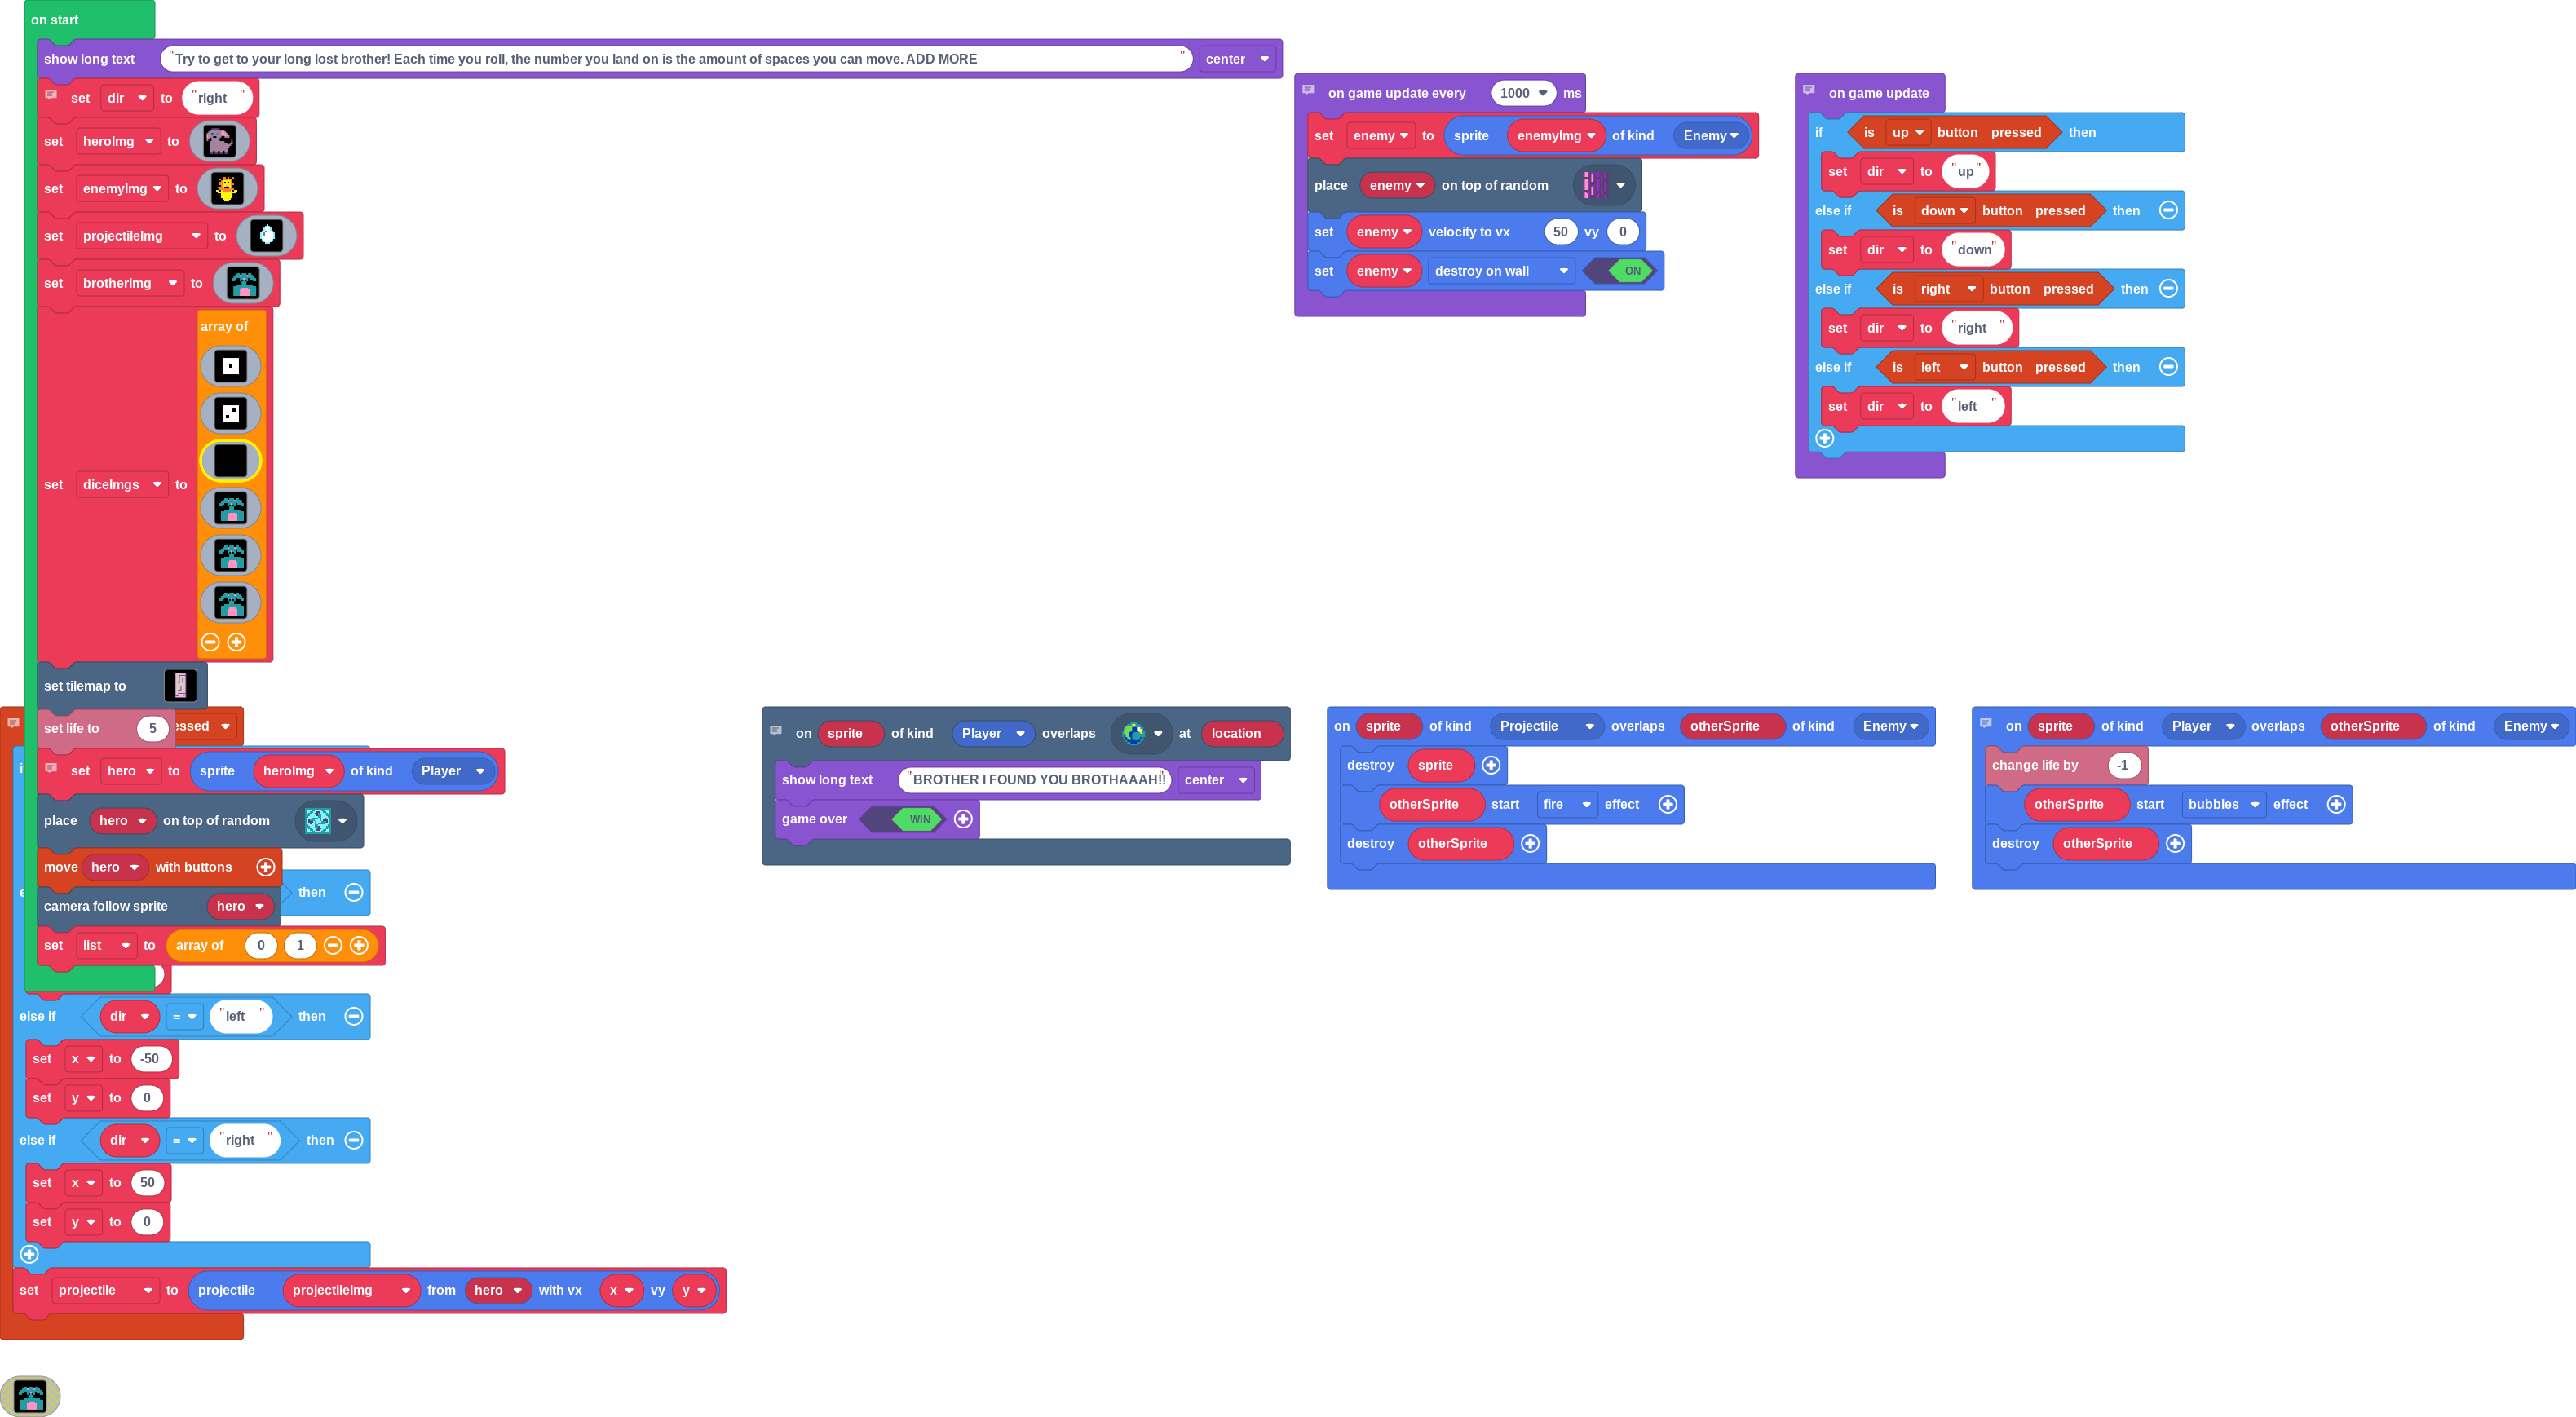 on start
show long text "Try to get to your long lost brother! Each time you roll, the number you land on is the amount of spaces you can move. ADD MORE" center
set dir to "right"
set heroImg to
set enemyImg to
set projectileImg to
set brotherImg to
array of
set diceImgs to
set tilemap to
set life to 5
essed
set hero to sprite heroImg of kind Player
place hero on top of random
move hero with buttons
then
camera follow sprite hero
set list to array of 0 1
else if dir = "left" then
set x to -50
set y to 0
else if dir = "right" then
set x to 50
set y to 0
set projectile to projectile projectileImg from hero with vx x vy y
on game update every 1000 ms
set enemy to sprite enemyImg of kind Enemy
place enemy on top of random
set enemy velocity to vx 50 vy 0
set enemy destroy on wall ON
on game update
if is up button pressed then
set dir to "up"
else if is down button pressed then
set dir to "down"
else if is right button pressed then
set dir to "right"
else if is left button pressed then
set dir to "left"
on sprite of kind Player overlaps at location
show long text "BROTHER I FOUND YOU BROTHAAAH!!" center
game over WIN
on sprite of kind Projectile overlaps otherSprite of kind Enemy
destroy sprite
otherSprite start fire effect
destroy otherSprite
on sprite of kind Player overlaps otherSprite of kind Enemy
change life by -1
otherSprite start bubbles effect
destroy otherSprite